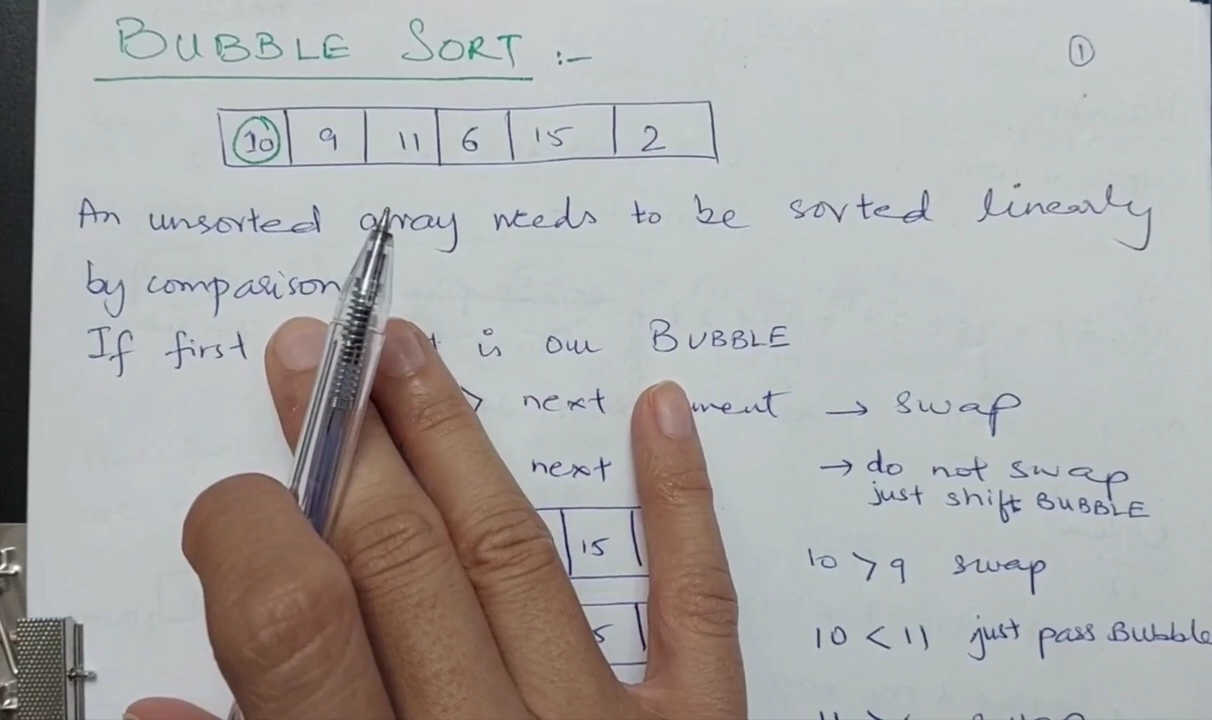 BUBBLE SORT :-
①
10 9 11 6 15 2
An unsorted array needs to be sorted linearly
by comparison
If first is our BUBBLE
> next → swap
next → do not swap
just shift BUBBLE
15
10 > 9 swap
10 < 11 just pass Bubble